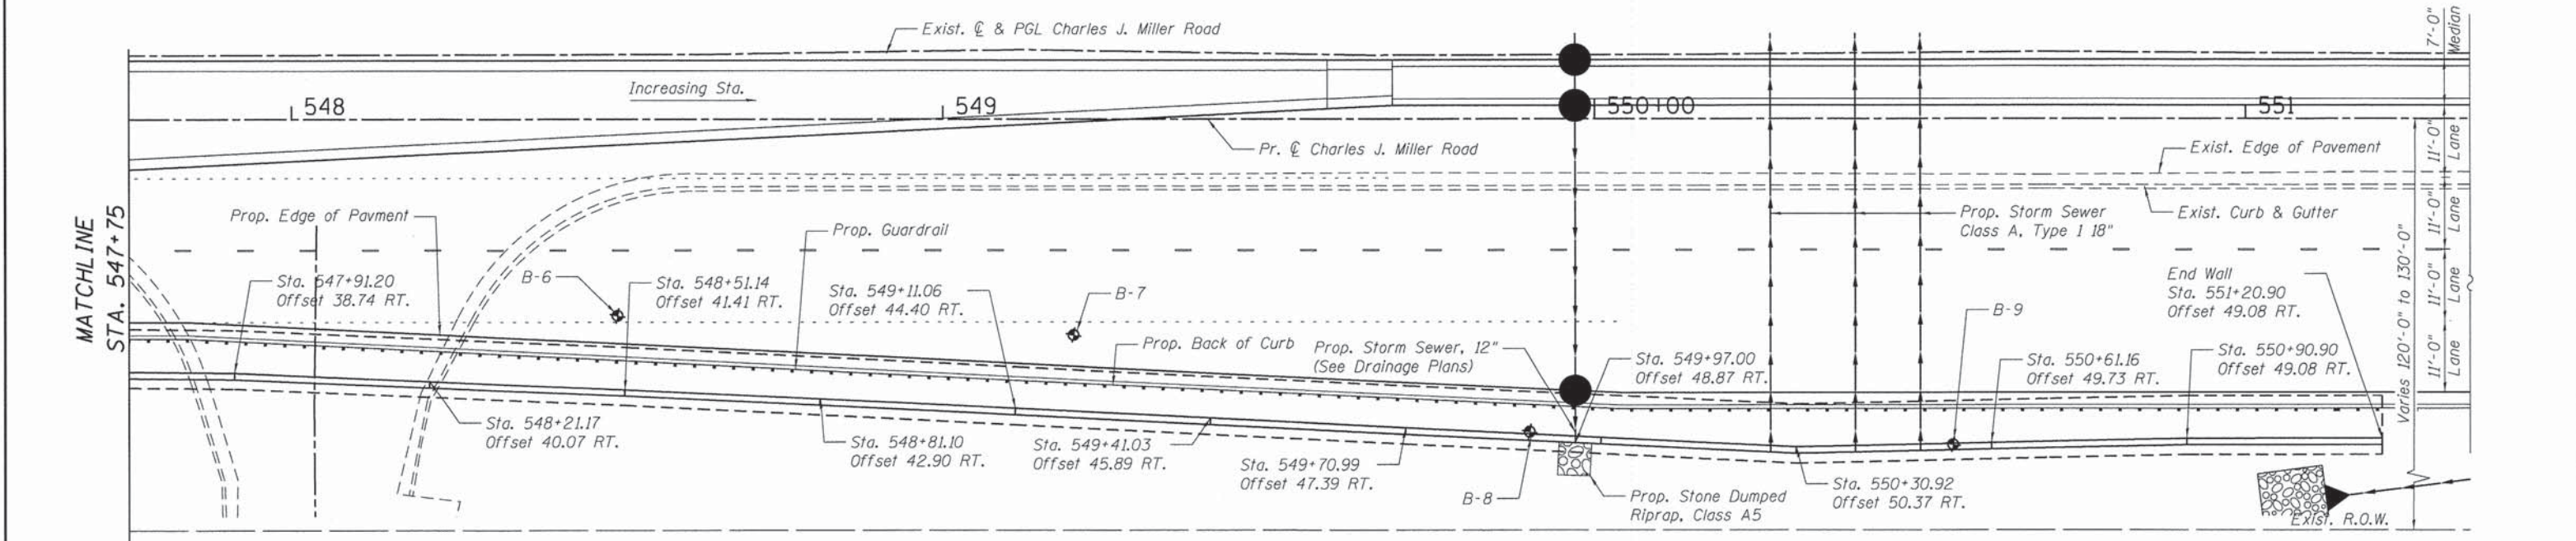 Exist. ℄ & PGL Charles J. Miller Road
7'-0"
Median
Increasing Sta.
548
549
550+00
551
Pr. ℄ Charles J. Miller Road
Exist. Edge of Pavement
11'-0"
Lane
MATCHLINE
STA. 547+75
Prop. Edge of Pavment
Prop. Guardrail
Prop. Storm Sewer
Class A, Type 1 18"
Exist. Curb & Gutter
11'-0"
Lane
B-6
Sta. 547+91.20
Offset 38.74 RT.
Sta. 548+51.14
Offset 41.41 RT.
Sta. 549+11.06
Offset 44.40 RT.
B-7
B-9
End Wall
Sta. 551+20.90
Offset 49.08 RT.
Varies 120'-0" to 130'-0"
11'-0"
Lane
Prop. Back of Curb
Prop. Storm Sewer, 12"
(See Drainage Plans)
Sta. 549+97.00
Offset 48.87 RT.
Sta. 550+61.16
Offset 49.73 RT.
Sta. 550+90.90
Offset 49.08 RT.
11'-0"
Lane
Sta. 548+21.17
Offset 40.07 RT.
Sta. 548+81.10
Offset 42.90 RT.
Sta. 549+41.03
Offset 45.89 RT.
Sta. 549+70.99
Offset 47.39 RT.
B-8
Prop. Stone Dumped
Riprap, Class A5
Sta. 550+30.92
Offset 50.37 RT.
Exist. R.O.W.